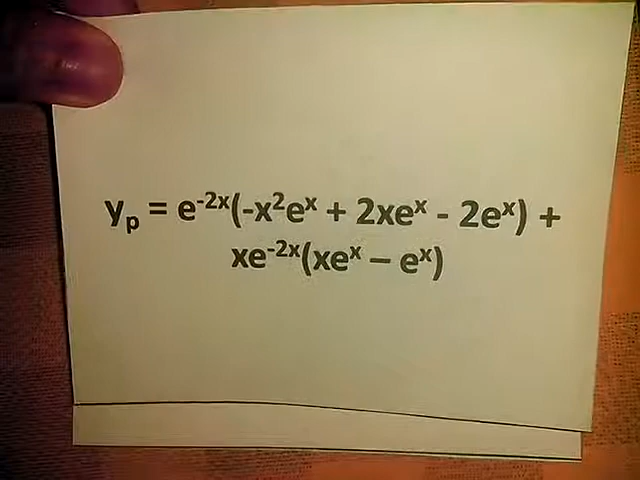 yₚ = e⁻²ˣ(-x²eˣ + 2xeˣ - 2eˣ) +
xe⁻²ˣ(xeˣ – eˣ)